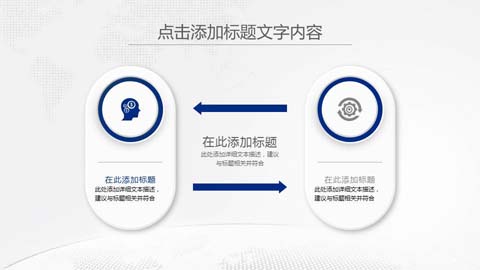 点击添加标题文字内容
在此添加标题
此处添加详细文本描述，
建议与标题相关并符合
在此添加标题
此处添加详细文本描述，建议
与标题相关并符合
在此添加标题
此处添加详细文本描述，
建议与标题相关并符合